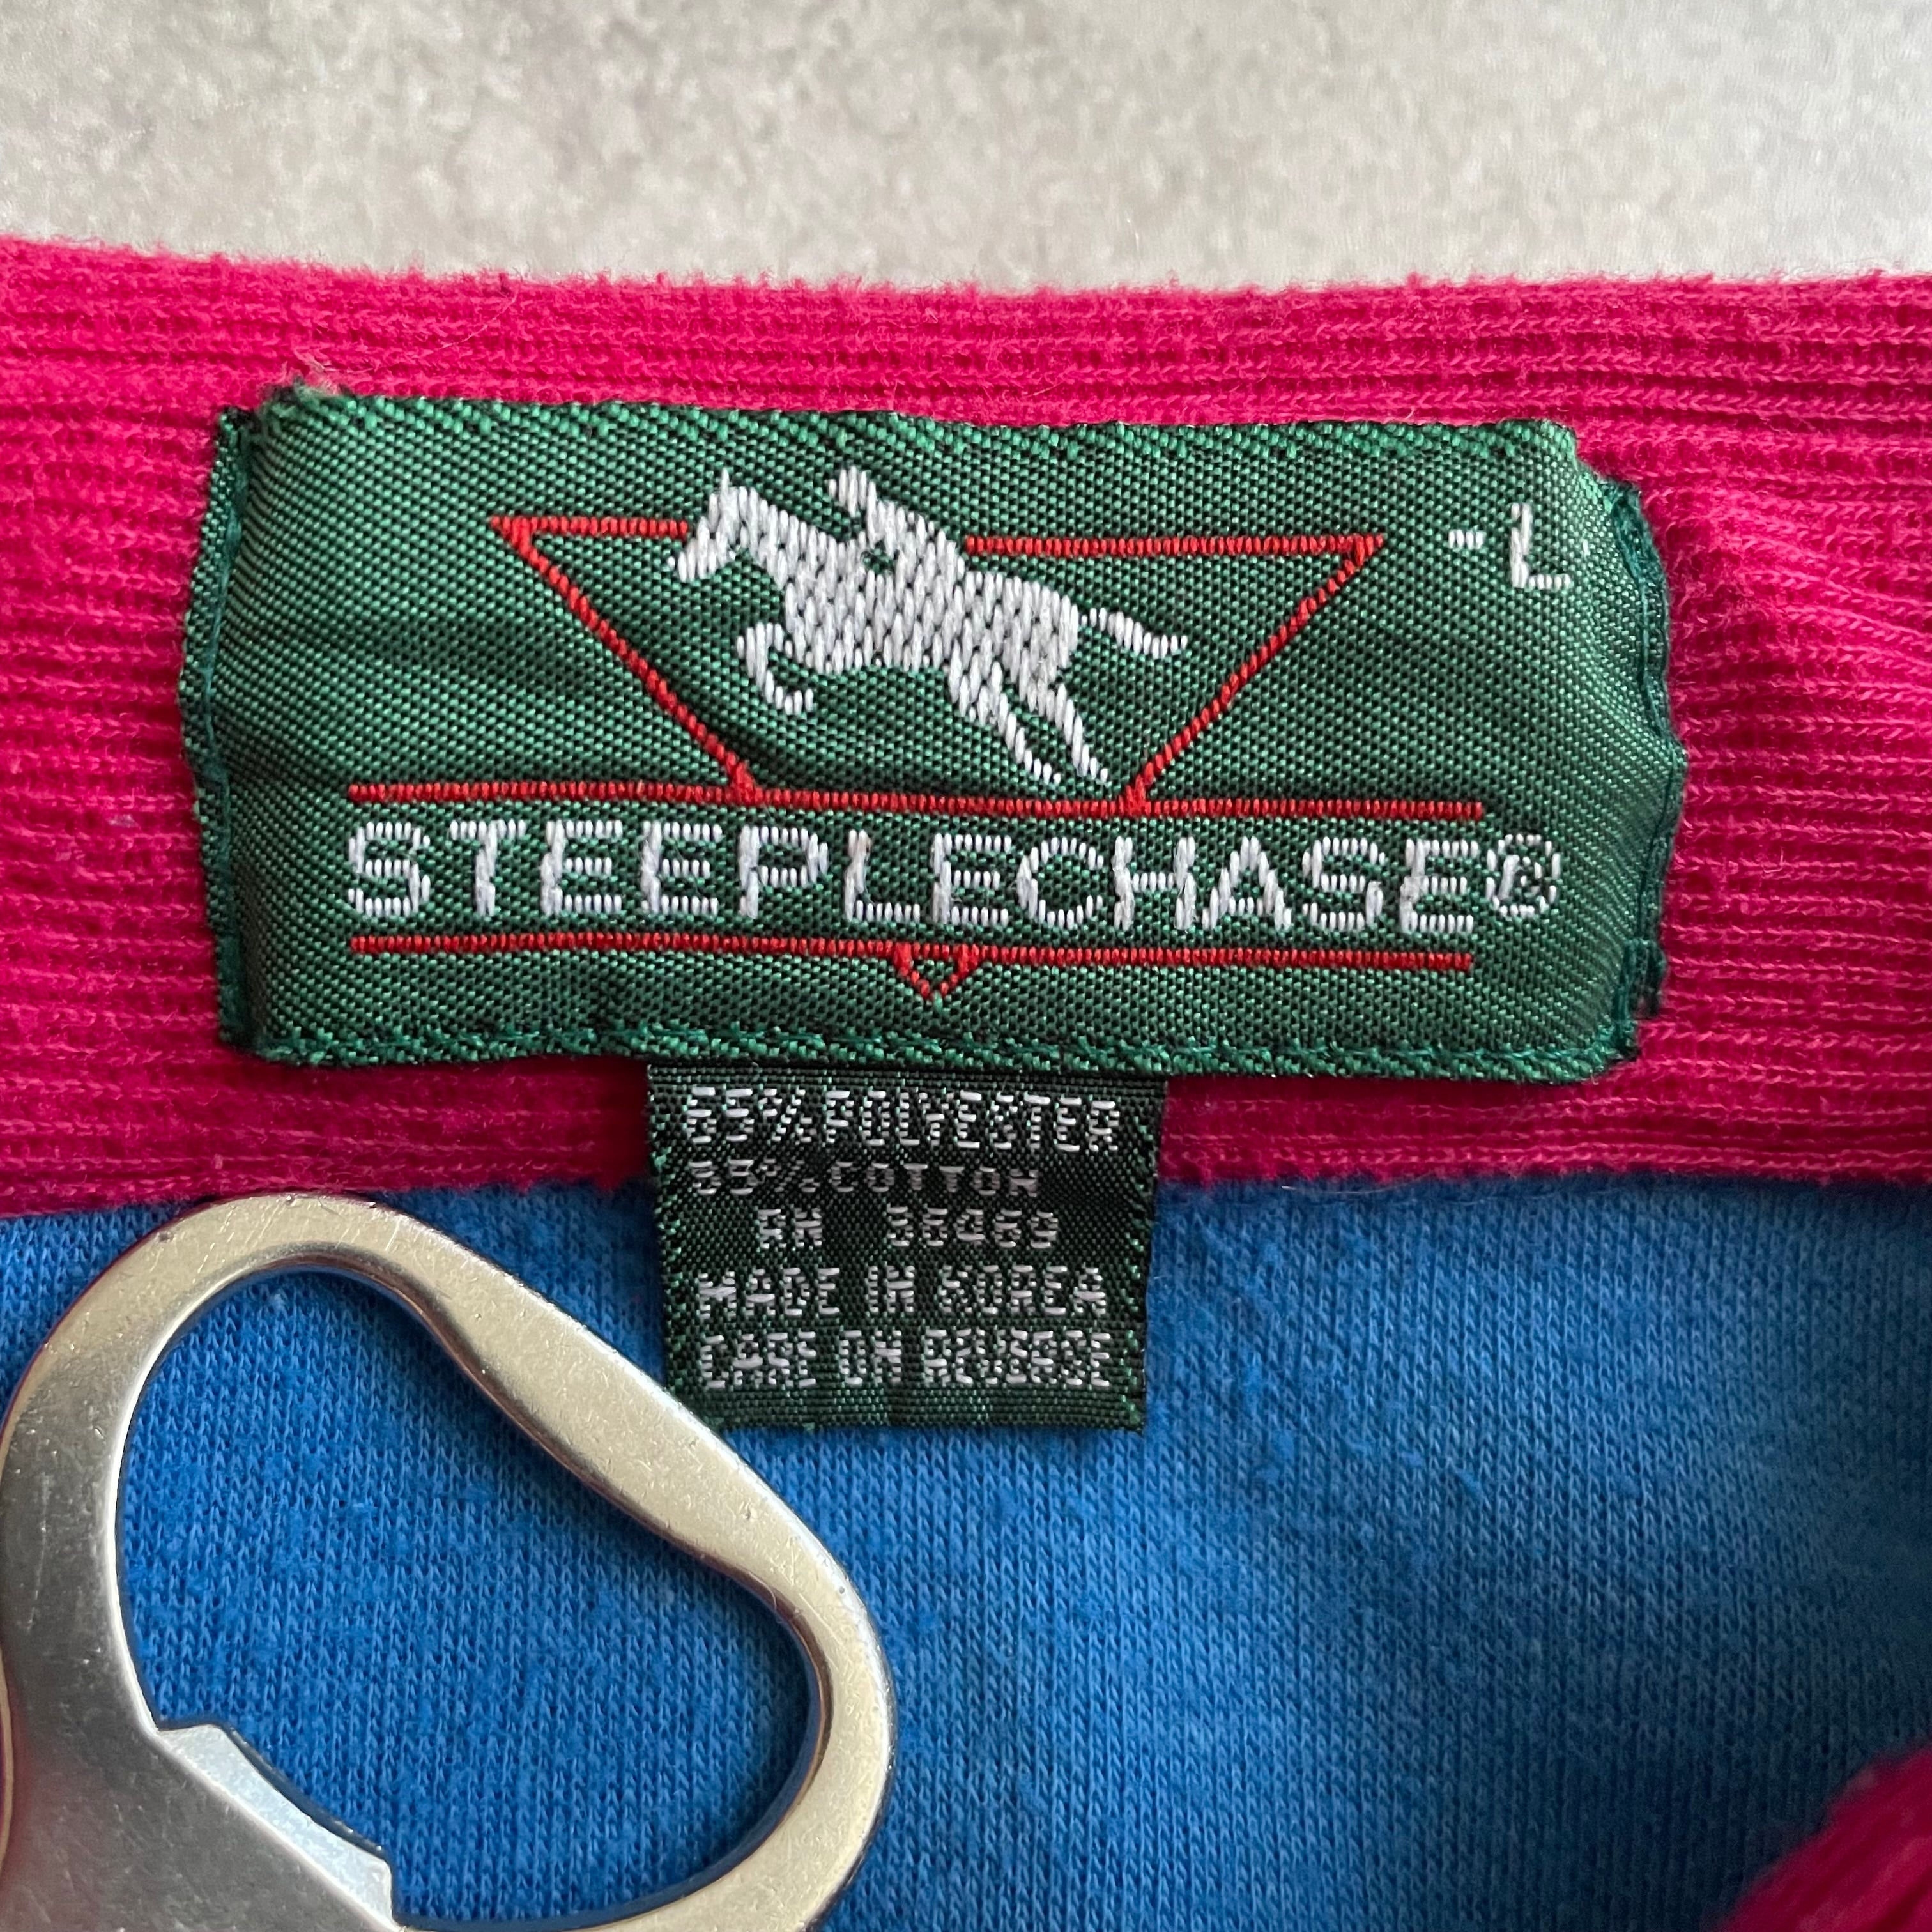 -L
STEEPLECHASE®
65%POLYESTER
35%COTTON
RN 36469
MADE IN KOREA
CARE ON REVERSE